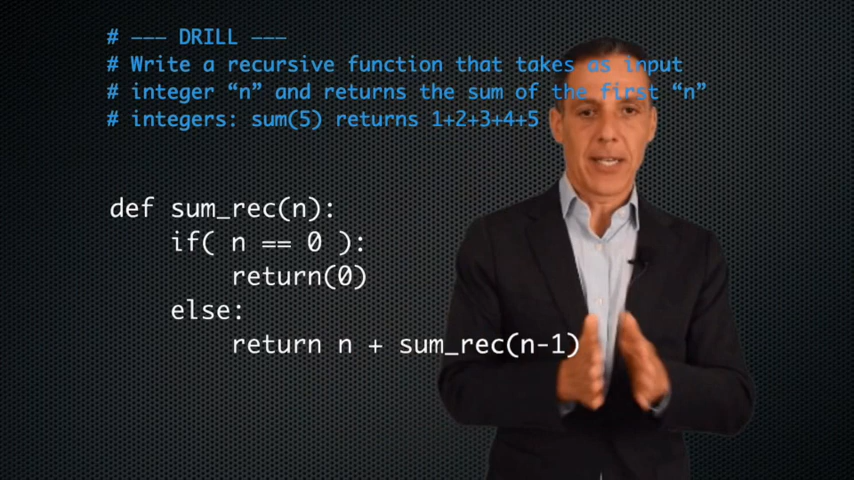 # ––– DRILL –––
# Write a recursive function that takes as input
# integer “n” and returns the sum of the first “n”
# integers: sum(5) returns 1+2+3+4+5
def sum_rec(n):
    if( n == 0 ):
        return(0)
    else:
        return n + sum_rec(n-1)